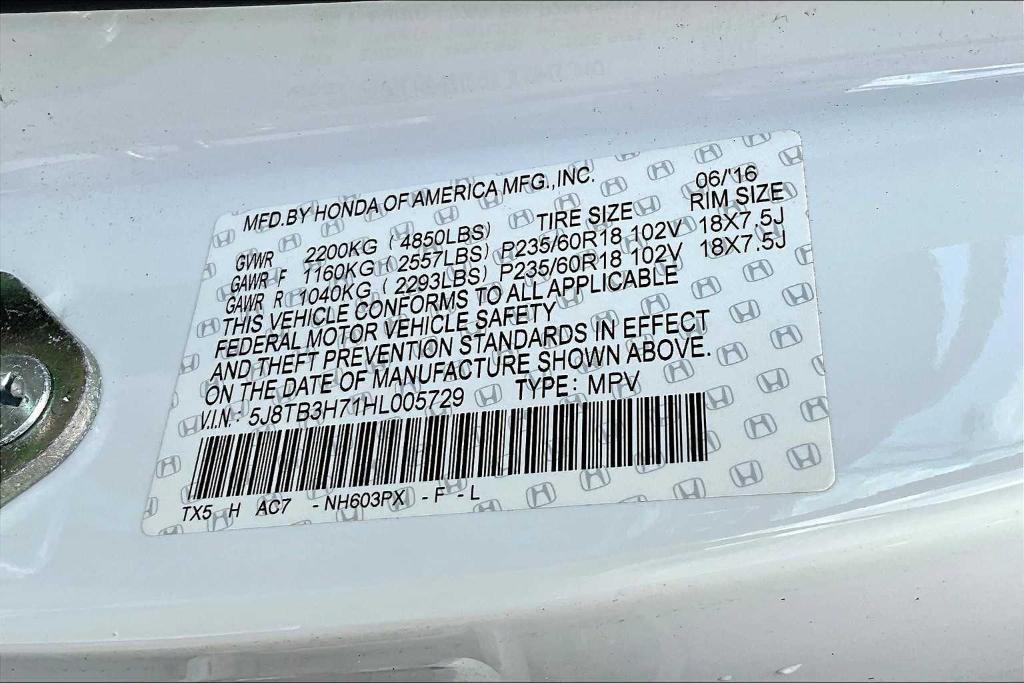 MFD.BY HONDA OF AMERICA MFG.,INC. 06/'16
TIRE SIZE RIM SIZE
GVWR 2200KG ( 4850LBS)
GAWR F 1160KG ( 2557LBS) P235/60R18 102V 18X7.5J
GAWR R 1040KG ( 2293LBS) P235/60R18 102V 18X7.5J
THIS VEHICLE CONFORMS TO ALL APPLICABLE
FEDERAL MOTOR VEHICLE SAFETY
AND THEFT PREVENTION STANDARDS IN EFFECT
ON THE DATE OF MANUFACTURE SHOWN ABOVE.
V.I.N.: 5J8TB3H71HL005729 TYPE: MPV
TX5 H AC7 -NH603PX -F -L